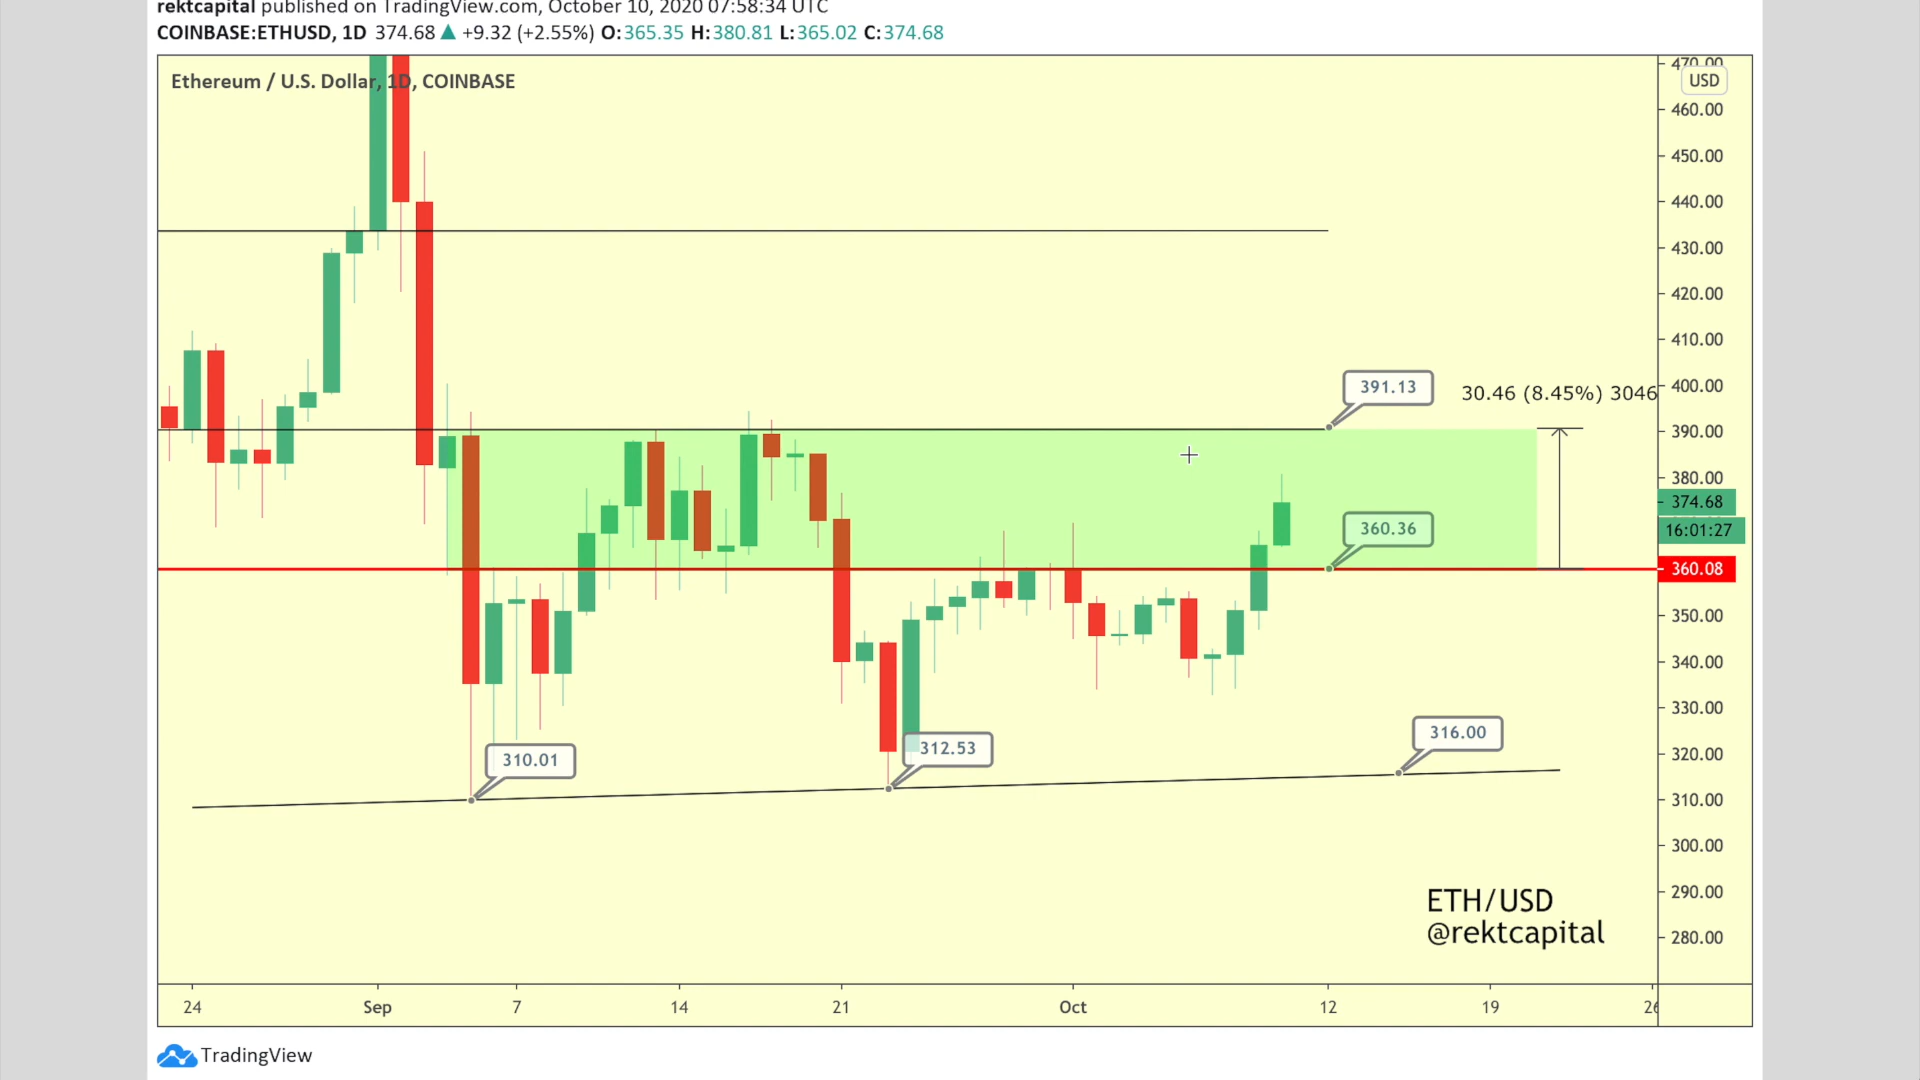 rektcapital published on TradingView.com, October 10, 2020 07:58:34 UTC
COINBASE:ETHUSD, 1D 374.68 ▲ +9.32 (+2.55%) O:365.35 H:380.81 L:365.02 C:374.68
Ethereum / U.S. Dollar, 1D, COINBASE
470.00
USD
460.00
450.00
440.00
430.00
420.00
410.00
400.00
390.00
380.00
374.68
16:01:27
360.08
350.00
340.00
330.00
320.00
310.00
300.00
290.00
280.00
391.13
30.46 (8.45%) 3046
360.36
316.00
312.53
310.01
ETH/USD
@rektcapital
24 Sep 7 14 21 Oct 12 19 26
TradingView